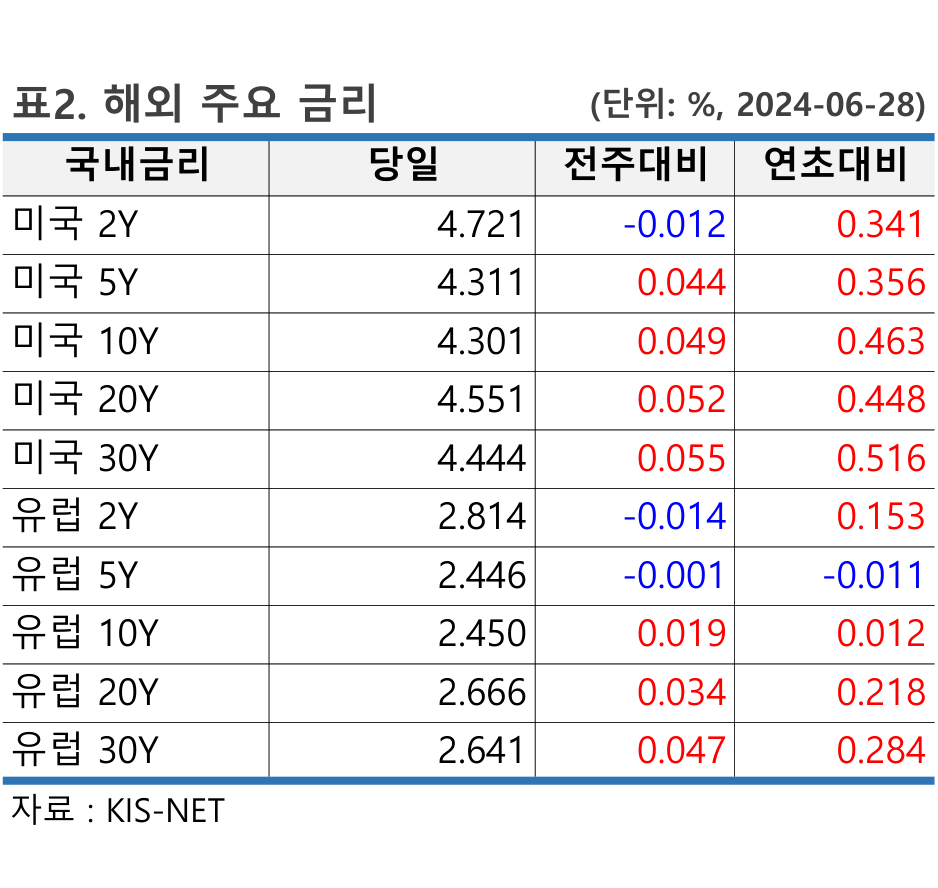 표2. 해외 주요 금리 (단위: %, 2024-06-28)
국내금리 당일 전주대비 연초대비
미국 2Y 4.721 -0.012 0.341
미국 5Y 4.311 0.044 0.356
미국 10Y 4.301 0.049 0.463
미국 20Y 4.551 0.052 0.448
미국 30Y 4.444 0.055 0.516
유럽 2Y 2.814 -0.014 0.153
유럽 5Y 2.446 -0.001 -0.011
유럽 10Y 2.450 0.019 0.012
유럽 20Y 2.666 0.034 0.218
유럽 30Y 2.641 0.047 0.284
자료 : KIS-NET